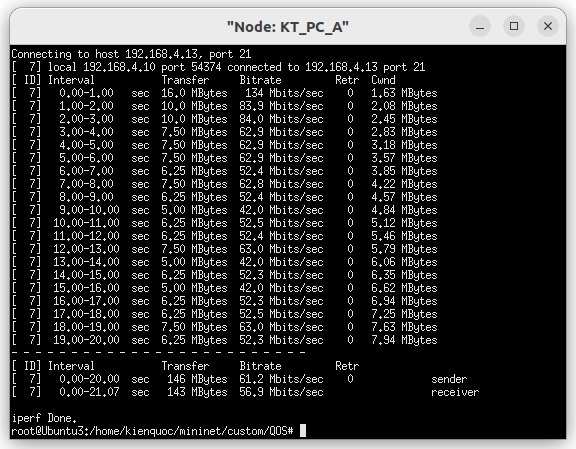 "Node: KT_PC_A"
Connecting to host 192.168.4.13, port 21
[  7] local 192.168.4.10 port 54374 connected to 192.168.4.13 port 21
[ ID] Interval           Transfer     Bitrate         Retr  Cwnd
[  7]   0.00-1.00   sec  16.0 MBytes   134 Mbits/sec    0   1.63 MBytes
[  7]   1.00-2.00   sec  10.0 MBytes  83.9 Mbits/sec    0   2.08 MBytes
[  7]   2.00-3.00   sec  10.0 MBytes  84.0 Mbits/sec    0   2.45 MBytes
[  7]   3.00-4.00   sec  7.50 MBytes  62.9 Mbits/sec    0   2.83 MBytes
[  7]   4.00-5.00   sec  7.50 MBytes  62.9 Mbits/sec    0   3.18 MBytes
[  7]   5.00-6.00   sec  7.50 MBytes  62.9 Mbits/sec    0   3.57 MBytes
[  7]   6.00-7.00   sec  6.25 MBytes  52.4 Mbits/sec    0   3.85 MBytes
[  7]   7.00-8.00   sec  7.50 MBytes  62.8 Mbits/sec    0   4.22 MBytes
[  7]   8.00-9.00   sec  6.25 MBytes  52.4 Mbits/sec    0   4.57 MBytes
[  7]   9.00-10.00  sec  5.00 MBytes  42.0 Mbits/sec    0   4.84 MBytes
[  7]  10.00-11.00  sec  6.25 MBytes  52.5 Mbits/sec    0   5.12 MBytes
[  7]  11.00-12.00  sec  6.25 MBytes  52.4 Mbits/sec    0   5.46 MBytes
[  7]  12.00-13.00  sec  7.50 MBytes  63.0 Mbits/sec    0   5.79 MBytes
[  7]  13.00-14.00  sec  5.00 MBytes  42.0 Mbits/sec    0   6.06 MBytes
[  7]  14.00-15.00  sec  6.25 MBytes  52.3 Mbits/sec    0   6.35 MBytes
[  7]  15.00-16.00  sec  5.00 MBytes  42.0 Mbits/sec    0   6.62 MBytes
[  7]  16.00-17.00  sec  6.25 MBytes  52.3 Mbits/sec    0   6.94 MBytes
[  7]  17.00-18.00  sec  6.25 MBytes  52.5 Mbits/sec    0   7.25 MBytes
[  7]  18.00-19.00  sec  7.50 MBytes  63.0 Mbits/sec    0   7.63 MBytes
[  7]  19.00-20.00  sec  6.25 MBytes  52.3 Mbits/sec    0   7.94 MBytes
- - - - - - - - - - - - - - - - - - - - - - - - -
[ ID] Interval           Transfer     Bitrate         Retr
[  7]   0.00-20.00  sec   146 MBytes  61.2 Mbits/sec    0             sender
[  7]   0.00-21.07  sec   143 MBytes  56.9 Mbits/sec                  receiver
iperf Done.
root@Ubuntu3:/home/kienquoc/mininet/custom/QOS#